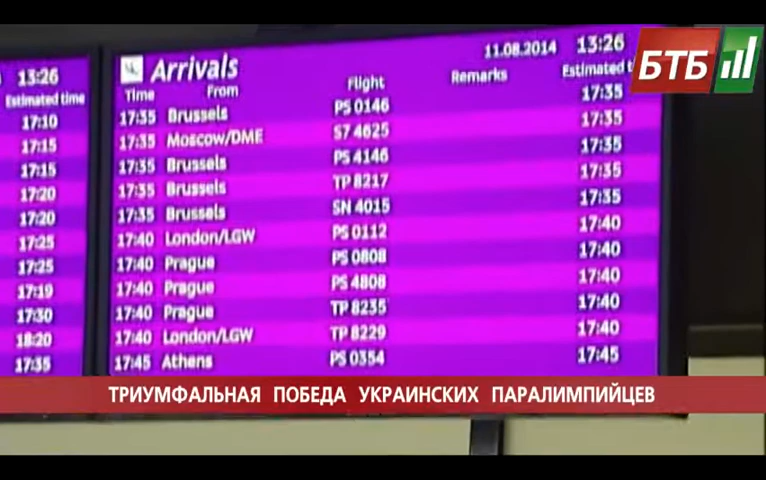 13:26
Estimated time
17:10
17:15
17:15
17:20
17:20
17:25
17:25
17:19
17:30
18:20
17:35
Arrivals 11.08.2014 13:26
Time From Flight Remarks Estimated t
17:35 Brussels PS 0146 17:35
17:35 Moscow/DME S7 4625 17:35
17:35 Brussels PS 4146 17:35
17:35 Brussels TP 8217 17:35
17:35 Brussels SN 4015 17:35
17:40 London/LGW PS 0112 17:40
17:40 Prague PS 0808 17:40
17:40 Prague PS 4808 17:40
17:40 Prague TP 8235 17:40
17:40 London/LGW TP 8229 17:40
17:45 Athens PS 0354 17:45
БТБ
ТРИУМФАЛЬНАЯ ПОБЕДА УКРАИНСКИХ ПАРАЛИМПИЙЦЕВ